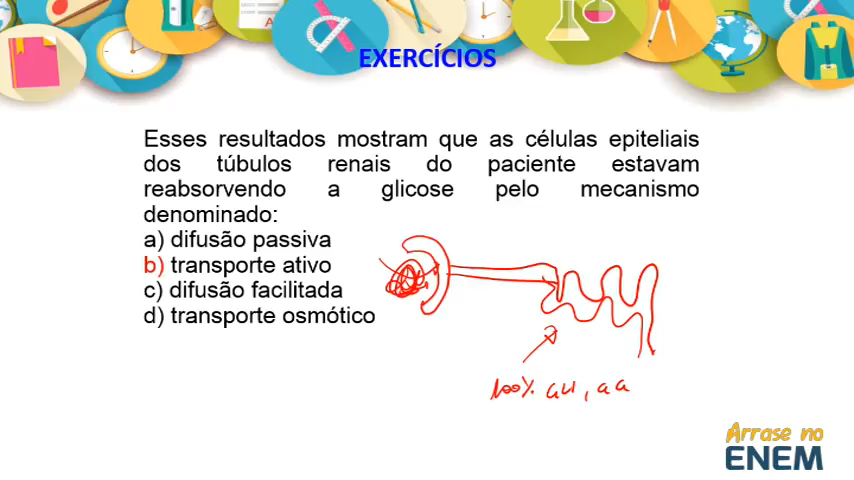 EXERCÍCIOS
Esses resultados mostram que as células epiteliais
dos túbulos renais do paciente estavam
reabsorvendo a glicose pelo mecanismo
denominado:
a) difusão passiva
b) transporte ativo
c) difusão facilitada
d) transporte osmótico
100%
Arrase no
ENEM